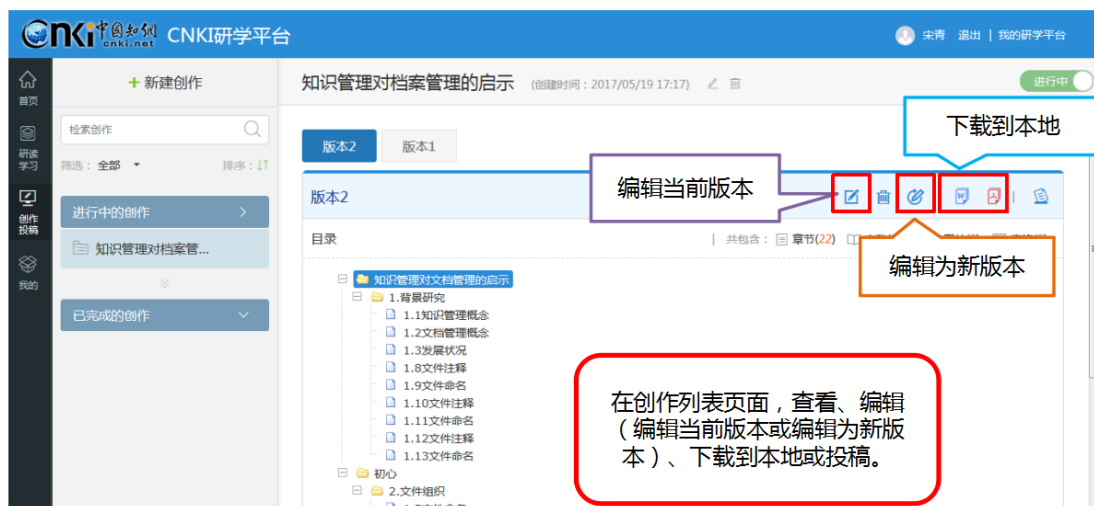 CNKi中国知网
cnki.net
CNKI研学平台
宋青 退出 | 我的研学平台
首页
研读
学习
创作
投稿
我的
+ 新建创作
检索创作
筛选：全部
排序：
进行中的创作
知识管理对档案管...
已完成的创作
知识管理对档案管理的启示
(创建时间：2017/05/19 17:17)
进行中
版本2
版本1
版本2
编辑当前版本
下载到本地
编辑为新版本
目录
共包含：
章节(22)
知识管理对文档管理的启示
1.背景研究
1.1知识管理概念
1.2文档管理概念
1.3发展状况
1.8文件注释
1.9文件命名
1.10文件注释
1.11文件命名
1.12文件注释
1.13文件命名
初心
2.文件组织
在创作列表页面，查看、编辑
（编辑当前版本或编辑为新版
本）、下载到本地或投稿。